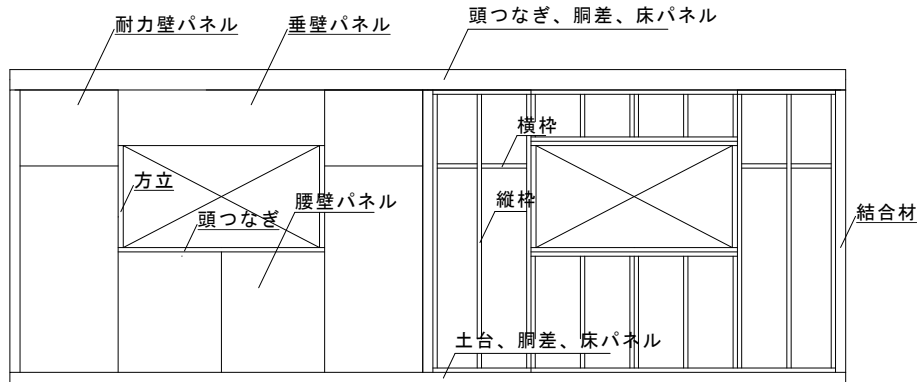 頭つなぎ、胴差、床パネル
耐力壁パネル
垂壁パネル
横枠
方立
腰壁パネル
縦枠
頭つなぎ
結合材
土台、胴差、床パネル